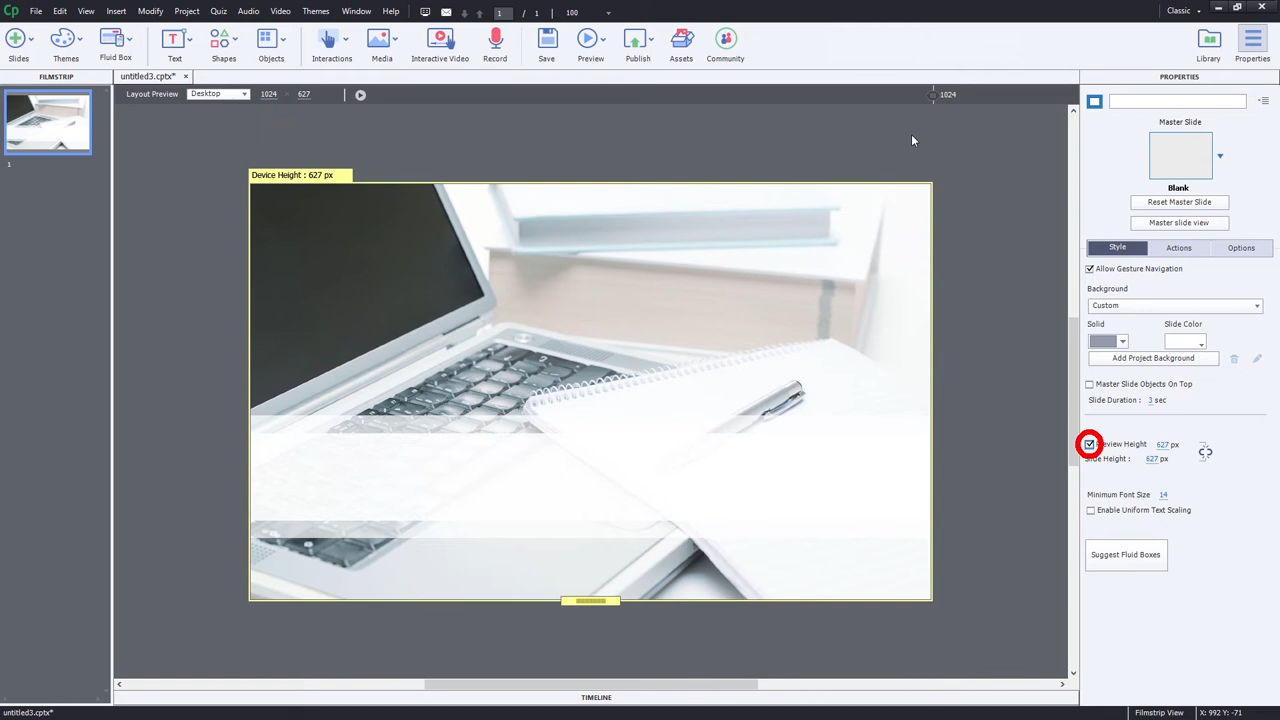 Cp File Edit View Insert Modify Project Quiz Audio Video Themes Window Help 1 / 1 100 Classic
Slides Themes Fluid Box Text Shapes Objects Interactions Media Interactive Video Record Save Preview Publish Assets Community Library Properties
FILMSTRIP untitled3.cptx* × PROPERTIES
Layout Preview Desktop 1024 × 627 1024
Master Slide
1
Device Height : 627 px
Blank
Reset Master Slide
Master slide view
Style Actions Options
Allow Gesture Navigation
Background
Custom
Solid Slide Color
Add Project Background
Master Slide Objects On Top
Slide Duration : 3 sec
Height 627 px
Slide Height : 627 px
Minimum Font Size 14
Enable Uniform Text Scaling
Suggest Fluid Boxes
TIMELINE
untitled3.cptx* Filmstrip View X: 992 Y: -71